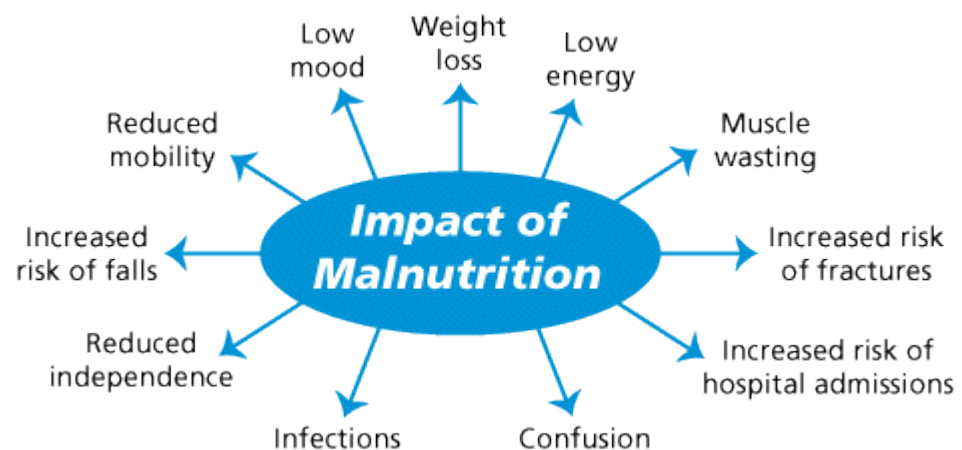 Impact of
Malnutrition
Weight
loss
Low
energy
Muscle
wasting
Increased risk
of fractures
Increased risk of
hospital admissions
Confusion
Infections
Reduced
independence
Increased
risk of falls
Reduced
mobility
Low
mood